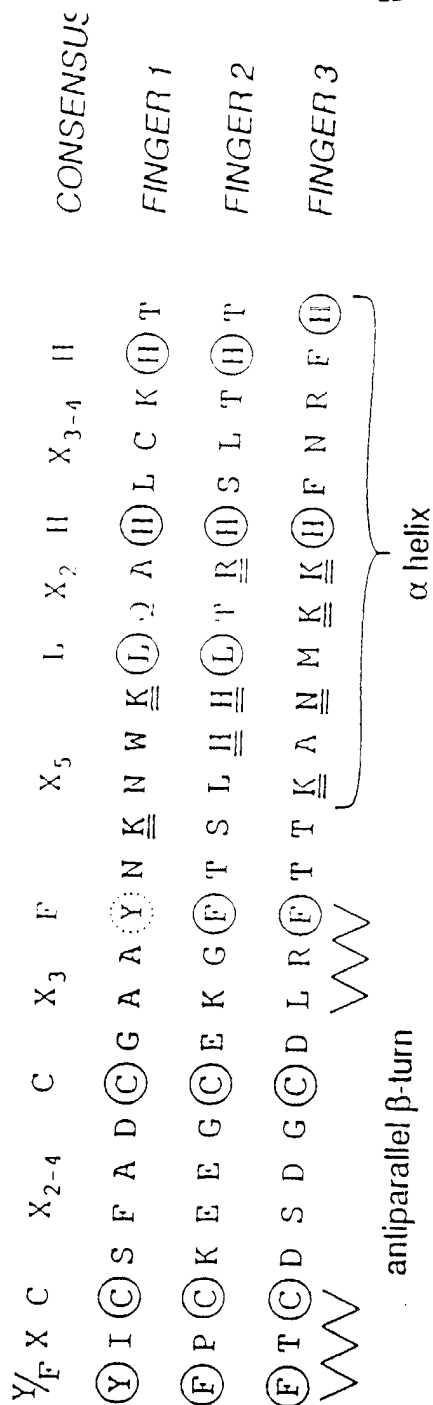 Y/F X C X₂₋₄ C X₃ F X₅ L X₂ H X₃₋₄ H CONSENSUS
Y I C S F A D C G A A Y N K N W K L Q A H L C K H T FINGER 1
F P C K E E G C E K G F T S L H H L T R H S L T H T FINGER 2
F T C D S D G C D L R F T T K A N M K K H F N R F H FINGER 3
antiparallel β-turn
α helix